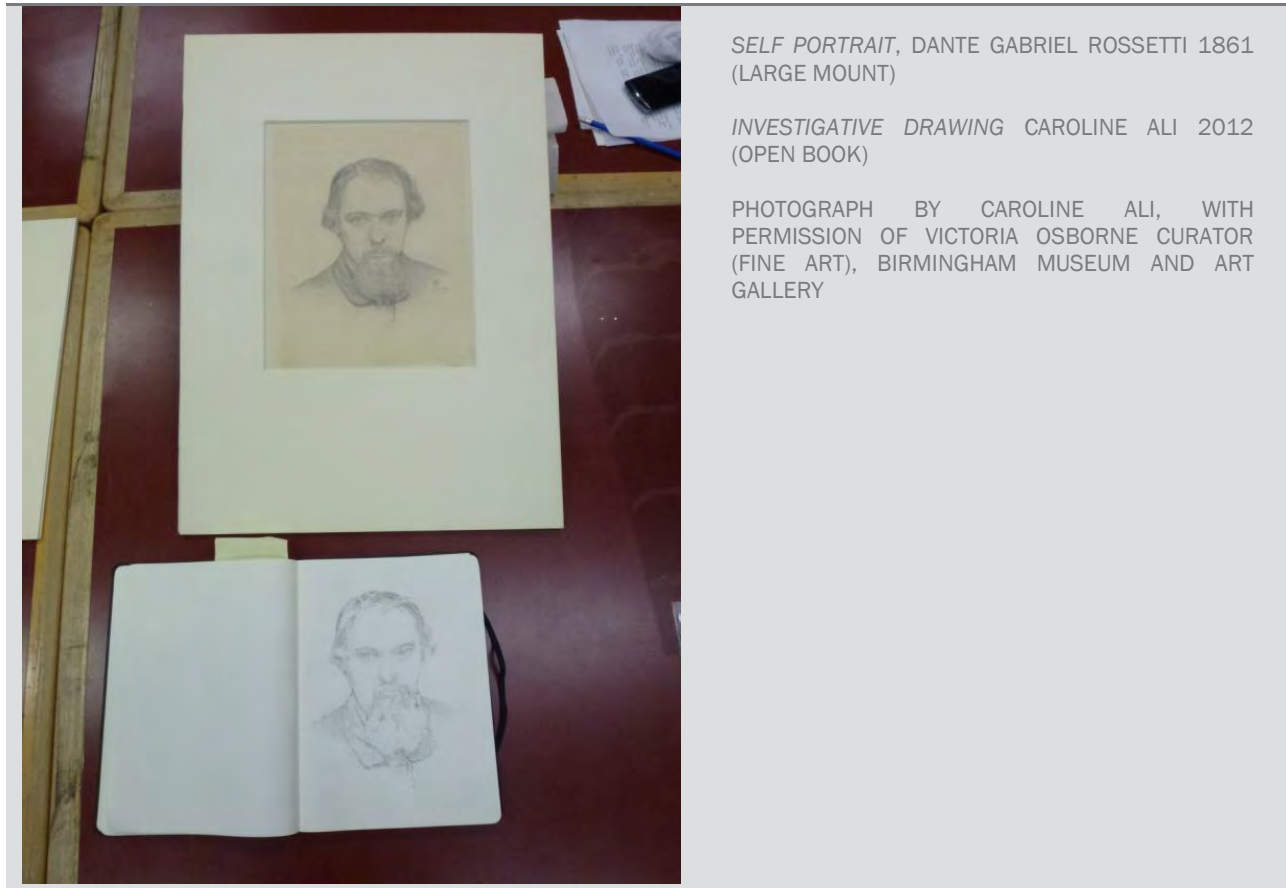 SELF PORTRAIT, DANTE GABRIEL ROSSETTI 1861
(LARGE MOUNT)
INVESTIGATIVE DRAWING CAROLINE ALI 2012
(OPEN BOOK)
PHOTOGRAPH BY CAROLINE ALI, WITH
PERMISSION OF VICTORIA OSBORNE CURATOR
(FINE ART), BIRMINGHAM MUSEUM AND ART
GALLERY